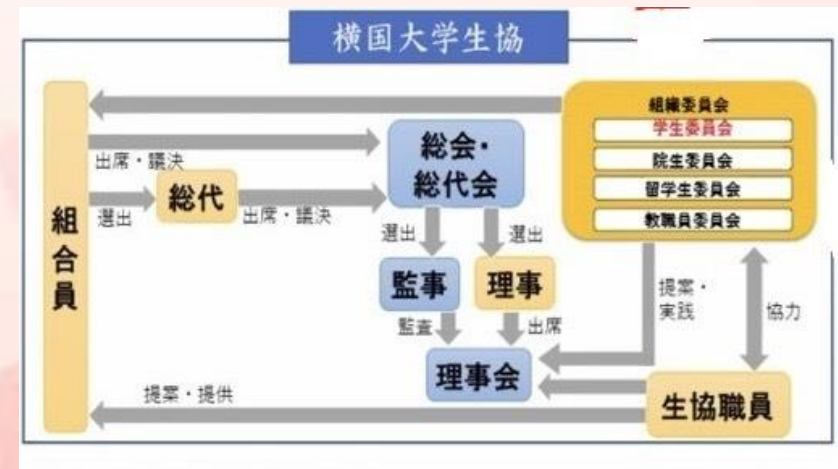 横国大学生協
組織委員会
学生委員会
院生委員会
留学生委員会
教職員委員会
出席・議決
総会・
総代会
組合員
選出
総代
出席・議決
選出
選出
監事
理事
監査
出席
理事会
提案・
実践
協力
提案・提供
生協職員